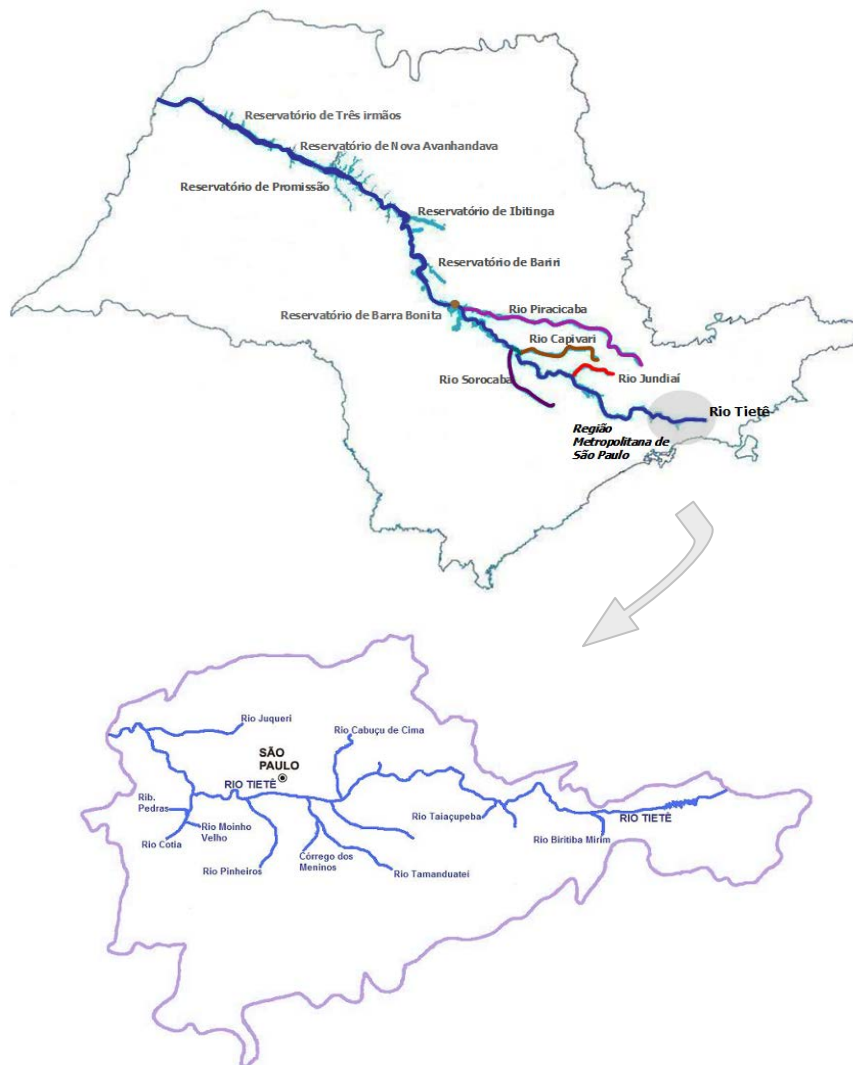 Reservatório de Três irmãos
Reservatório de Nova Avanhandava
Reservatório de Promissão
Reservatório de Ibitinga
Reservatório de Bariri
Reservatório de Barra Bonita
Rio Piracicaba
Rio Capivari
Rio Sorocaba
Rio Jundiaí
Rio Tietê
Região
Metropolitana de
São Paulo
Rio Juqueri
Rio Cabuçu de Cima
SÃO
PAULO
RIO TIETÊ
Rib.
Pedras
Rio Moinho
Velho
Rio Cotia
Rio Pinheiros
Córrego dos
Meninos
Rio Tamanduatei
Rio Taiaçupeba
Rio Biritiba Mirim
RIO TIETÊ